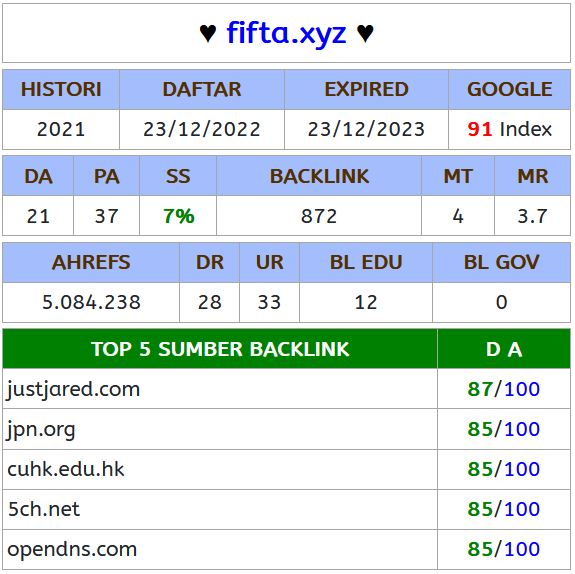 ♥ fifta.xyz ♥
HISTORI DAFTAR EXPIRED GOOGLE
2021 23/12/2022 23/12/2023 91 Index
DA PA SS BACKLINK MT MR
21 37 7% 872 4 3.7
AHREFS DR UR BL EDU BL GOV
5.084.238 28 33 12 0
TOP 5 SUMBER BACKLINK D A
justjared.com 87/100
jpn.org 85/100
cuhk.edu.hk 85/100
5ch.net 85/100
opendns.com 85/100